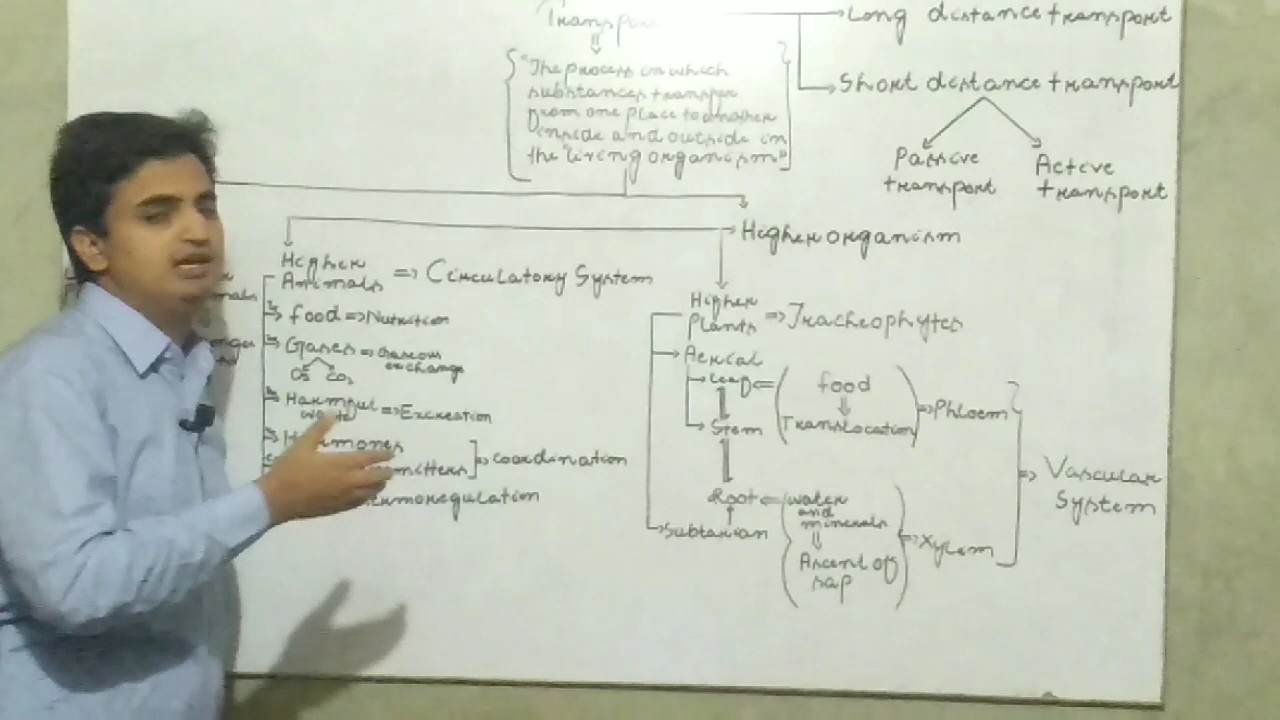 Long distance transport
"The process in which
substances transfer
from one place to another
inside and outside in
the living organism"
Short distance transport
Passive
transport
Active
transport
Higher organism
Higher
Animals ⇒ Circulatory System
food ⇒ Nutrition
Gases ⇒ Gaseous
exchange
O₂ CO₂
Harmful
waste ⇒ Excreation
Hormones
coordination
Higher
Plants ⇒ Tracheophytes
Aerial
Leaf
food
Translocation
⇒ Phloem
Stem
Root
water
and
minerals
Ascent of
sap
⇒ Xylem
Subtarian
⇒ Vascular
System